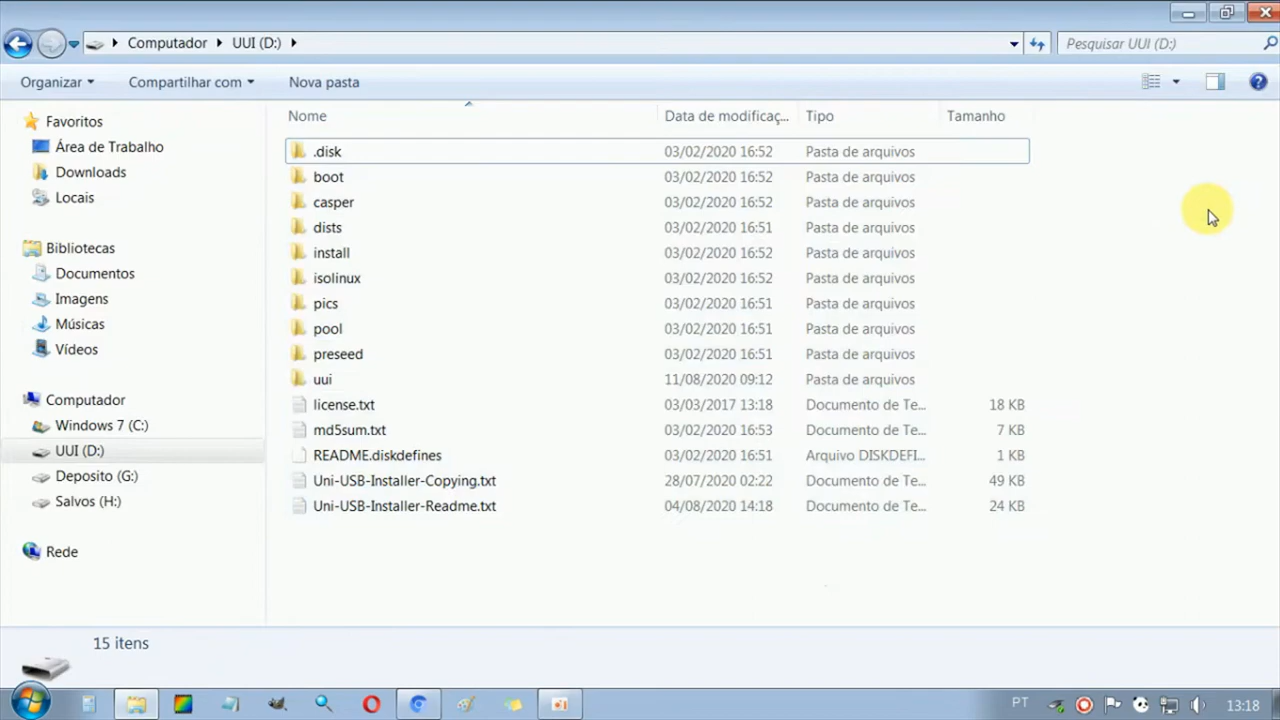 Computador UUI (D:)
Pesquisar UUI (D:)
Organizar Compartilhar com Nova pasta
Favoritos
Área de Trabalho
Downloads
Locais
Bibliotecas
Documentos
Imagens
Músicas
Vídeos
Computador
Windows 7 (C:)
UUI (D:)
Deposito (G:)
Salvos (H:)
Rede
Nome Data de modificaç... Tipo Tamanho
.disk 03/02/2020 16:52 Pasta de arquivos
boot 03/02/2020 16:52 Pasta de arquivos
casper 03/02/2020 16:52 Pasta de arquivos
dists 03/02/2020 16:51 Pasta de arquivos
install 03/02/2020 16:52 Pasta de arquivos
isolinux 03/02/2020 16:52 Pasta de arquivos
pics 03/02/2020 16:51 Pasta de arquivos
pool 03/02/2020 16:51 Pasta de arquivos
preseed 03/02/2020 16:51 Pasta de arquivos
uui 11/08/2020 09:12 Pasta de arquivos
license.txt 03/03/2017 13:18 Documento de Te... 18 KB
md5sum.txt 03/02/2020 16:53 Documento de Te... 7 KB
README.diskdefines 03/02/2020 16:51 Arquivo DISKDEFI... 1 KB
Uni-USB-Installer-Copying.txt 28/07/2020 02:22 Documento de Te... 49 KB
Uni-USB-Installer-Readme.txt 04/08/2020 14:18 Documento de Te... 24 KB
15 itens
PT 13:18